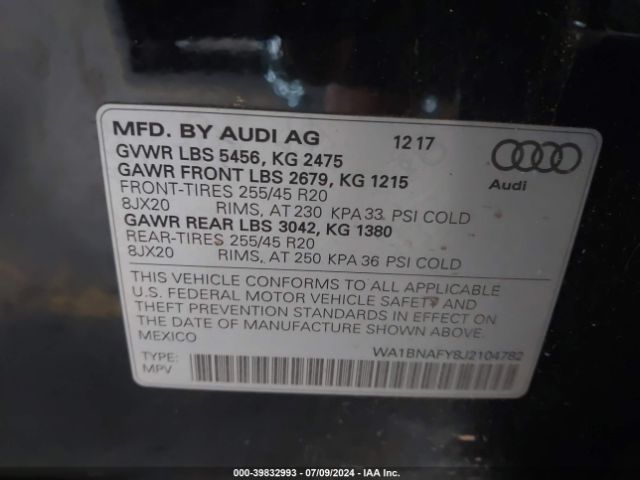 MFD. BY AUDI AG 12 17
GVWR LBS 5456, KG 2475
GAWR FRONT LBS 2679, KG 1215
FRONT-TIRES 255/45 R20
8JX20 RIMS, AT 230 KPA 33 PSI COLD
GAWR REAR LBS 3042, KG 1380
REAR-TIRES 255/45 R20
8JX20 RIMS, AT 250 KPA 36 PSI COLD
Audi
THIS VEHICLE CONFORMS TO ALL APPLICABLE
U.S. FEDERAL MOTOR VEHICLE SAFETY AND
THEFT PREVENTION STANDARDS IN EFFECT ON
THE DATE OF MANUFACTURE SHOWN ABOVE.
MEXICO
TYPE: WA1BNAFY8J2104782
MPV
000-39832993 / 07/09/2024 - IAA Inc.